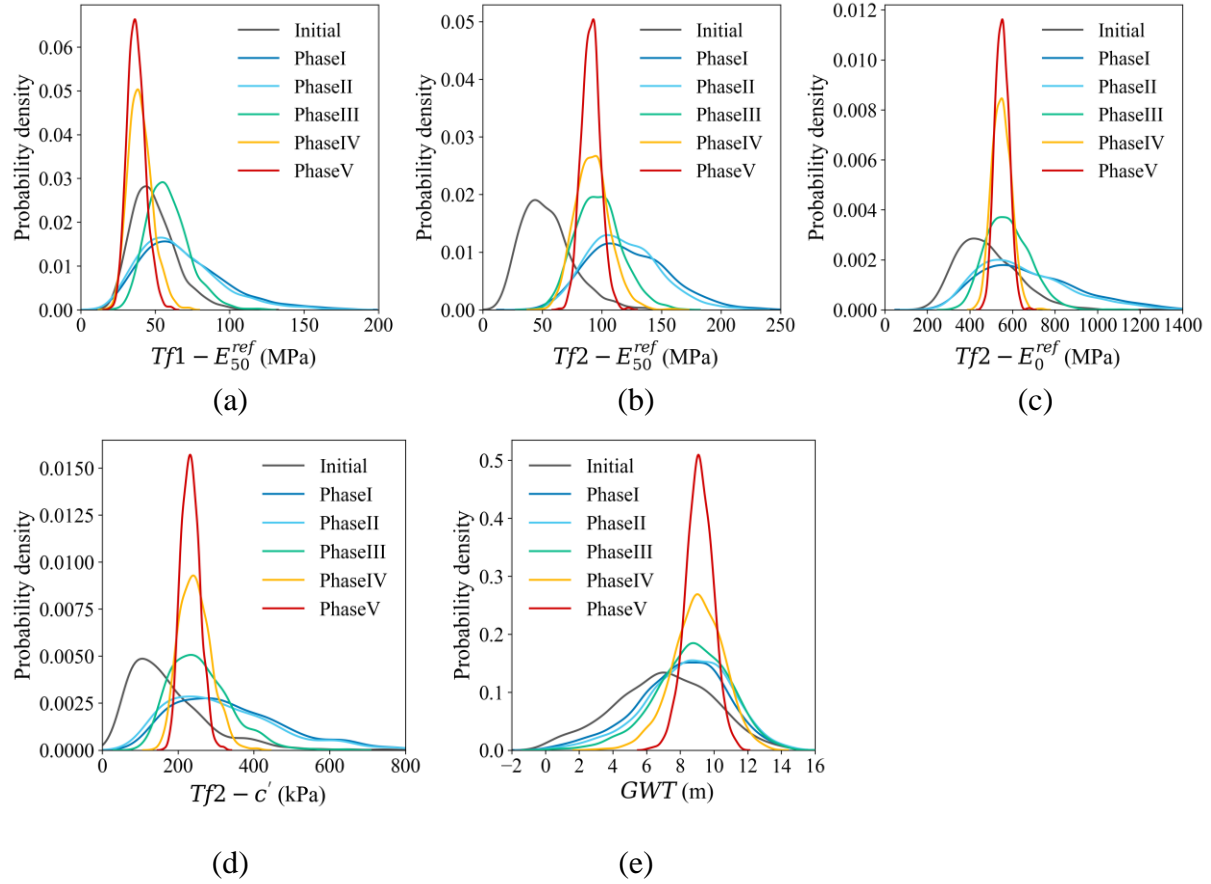 Probability density
0.06
0.05
0.04
0.03
0.02
0.01
0.00
Initial
PhaseI
PhaseII
PhaseIII
PhaseIV
PhaseV
0 50 100 150 200
Tf1 − E_50^ref (MPa)
(a)
Probability density
0.05
0.04
0.03
0.02
0.01
0.00
Initial
PhaseI
PhaseII
PhaseIII
PhaseIV
PhaseV
0 50 100 150 200 250
Tf2 − E_50^ref (MPa)
(b)
Probability density
0.012
0.010
0.008
0.006
0.004
0.002
0.000
Initial
PhaseI
PhaseII
PhaseIII
PhaseIV
PhaseV
0 200 400 600 800 1000 1200 1400
Tf2 − E_0^ref (MPa)
(c)
Probability density
0.0150
0.0125
0.0100
0.0075
0.0050
0.0025
0.0000
Initial
PhaseI
PhaseII
PhaseIII
PhaseIV
PhaseV
0 200 400 600 800
Tf2 − c′ (kPa)
(d)
Probability density
0.5
0.4
0.3
0.2
0.1
0.0
Initial
PhaseI
PhaseII
PhaseIII
PhaseIV
PhaseV
−2 0 2 4 6 8 10 12 14 16
GWT (m)
(e)